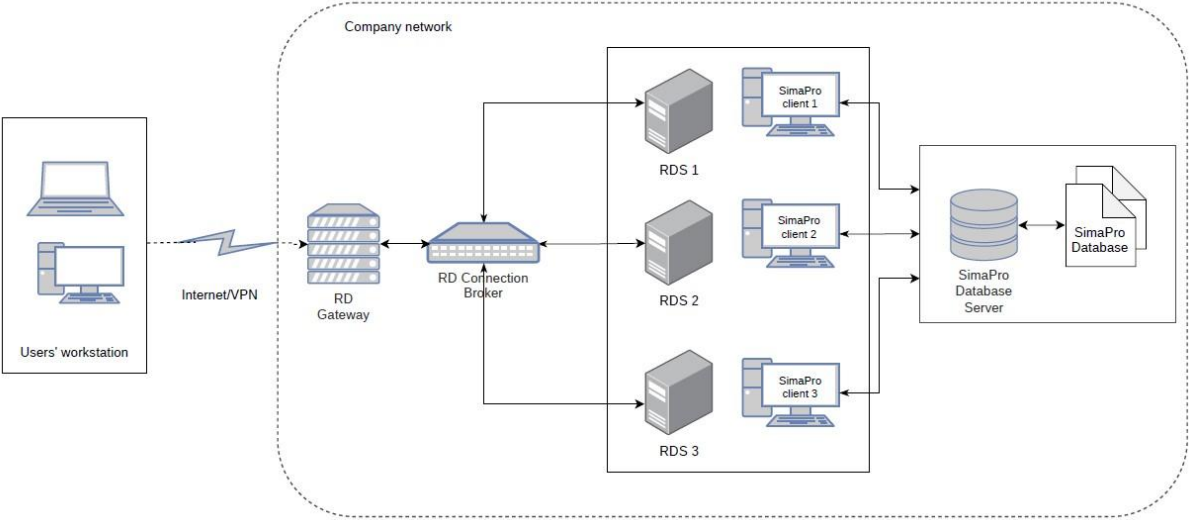 Company network
SimaPro
client 1
RDS 1
SimaPro
client 2
RDS 2
SimaPro
client 3
RDS 3
Users' workstation
Internet/VPN
RD
Gateway
RD Connection
Broker
SimaPro
Database
Server
SimaPro
Database